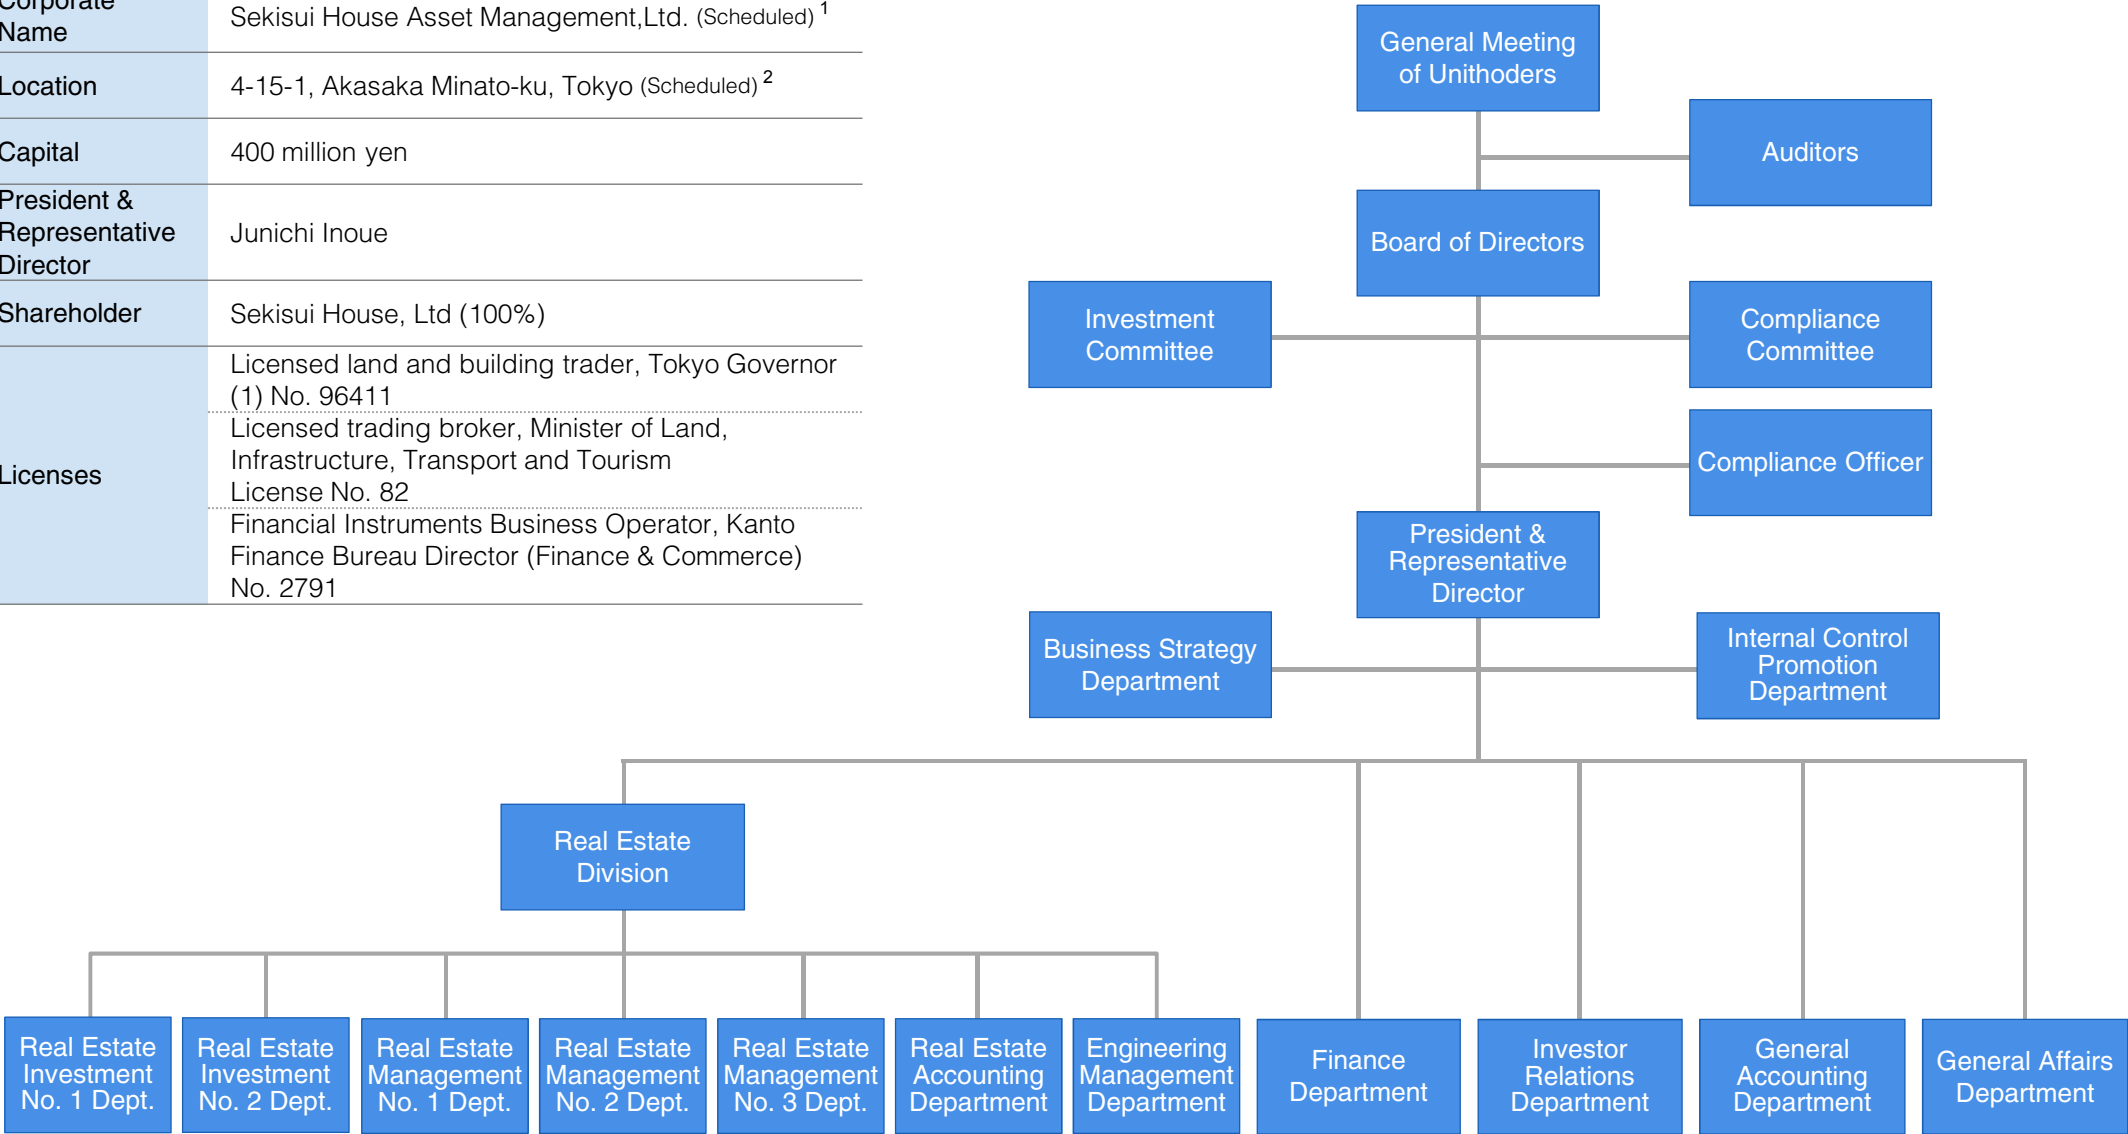 Corporate
Name
Sekisui House Asset Management,Ltd. (Scheduled) 1
Location
4-15-1, Akasaka Minato-ku, Tokyo (Scheduled) 2
Capital
400 million yen
President &
Representative
Director
Junichi Inoue
Shareholder
Sekisui House, Ltd (100%)
Licenses
Licensed land and building trader, Tokyo Governor
(1) No. 96411
Licensed trading broker, Minister of Land,
Infrastructure, Transport and Tourism
License No. 82
Financial Instruments Business Operator, Kanto
Finance Bureau Director (Finance & Commerce)
No. 2791
General Meeting
of Unithoders
Auditors
Board of Directors
Investment
Committee
Compliance
Committee
Compliance Officer
President &
Representative
Director
Business Strategy
Department
Internal Control
Promotion
Department
Real Estate
Division
Real Estate
Investment
No. 1 Dept.
Real Estate
Investment
No. 2 Dept.
Real Estate
Management
No. 1 Dept.
Real Estate
Management
No. 2 Dept.
Real Estate
Management
No. 3 Dept.
Real Estate
Accounting
Department
Engineering
Management
Department
Finance
Department
Investor
Relations
Department
General
Accounting
Department
General Affairs
Department